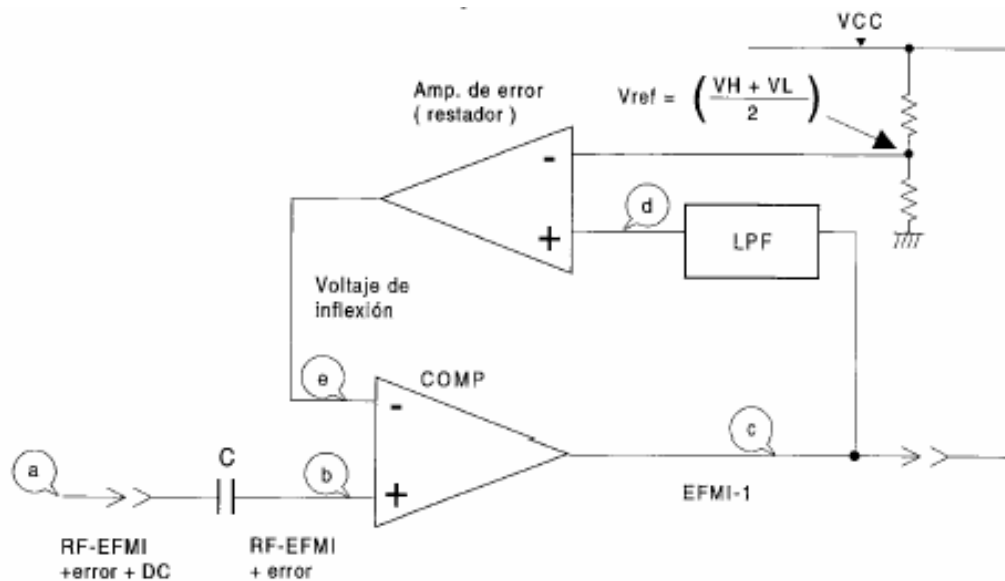 VCC
Amp. de error
( restador )
Vref = ( VH + VL / 2 )
-
d
+
LPF
Voltaje de
inflexión
e
COMP
-
c
a
C
b
+
EFMI-1
RF-EFMI
+error + DC
RF-EFMI
+ error